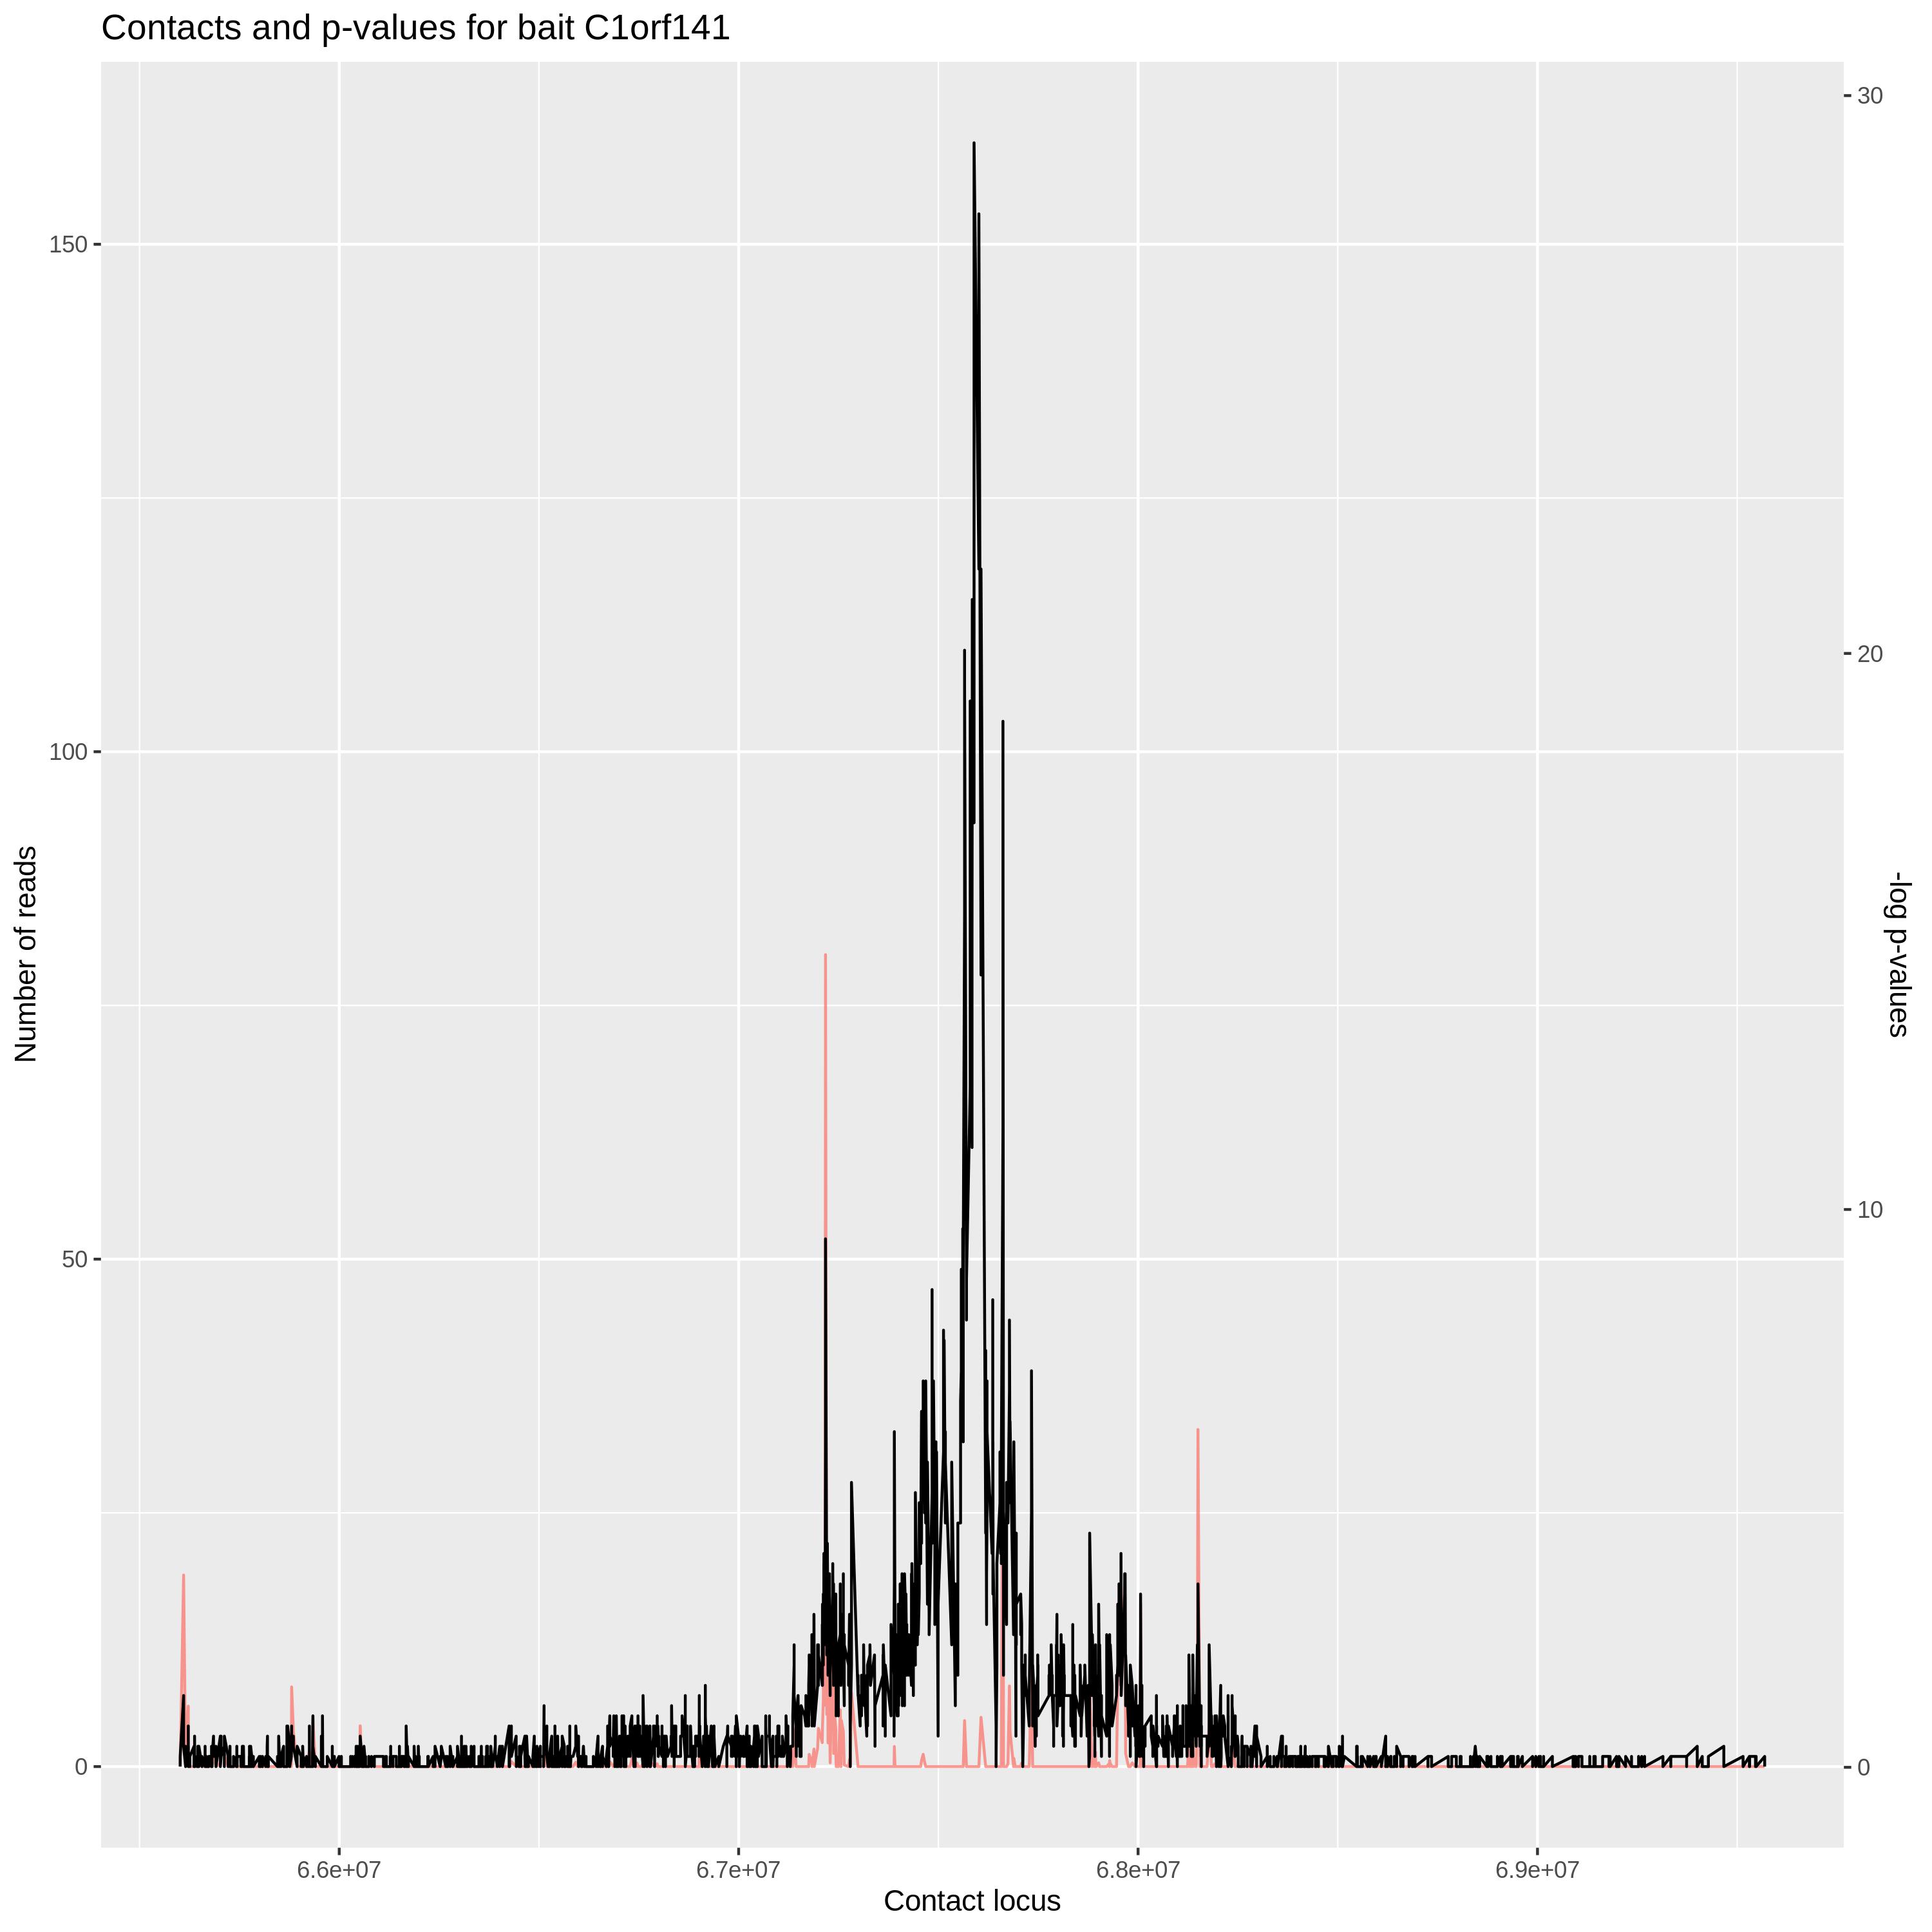 Contacts and p-values for bait C1orf141
30
150
20
100
Number of reads
-log p-values
10
50
0
0
6.6e+07
6.7e+07
6.8e+07
6.9e+07
Contact locus